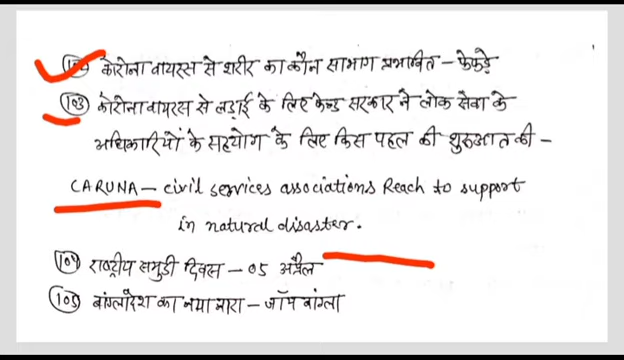 कोरोना वायरस से शरीर का कौन सा भाग प्रभावित - फेफड़े
103 कोरोना वायरस से लड़ाई के लिए केन्द्र सरकार ने लोक सेवा के
अधिकारियों के सहयोग के लिए किस पहल की शुरुआत की -
CARUNA - civil services associations Reach to support
in natural disaster.
104 राष्ट्रीय समुद्री दिवस - 05 अप्रैल
105 बांग्लादेश का नया नारा - जॉय बांग्ला